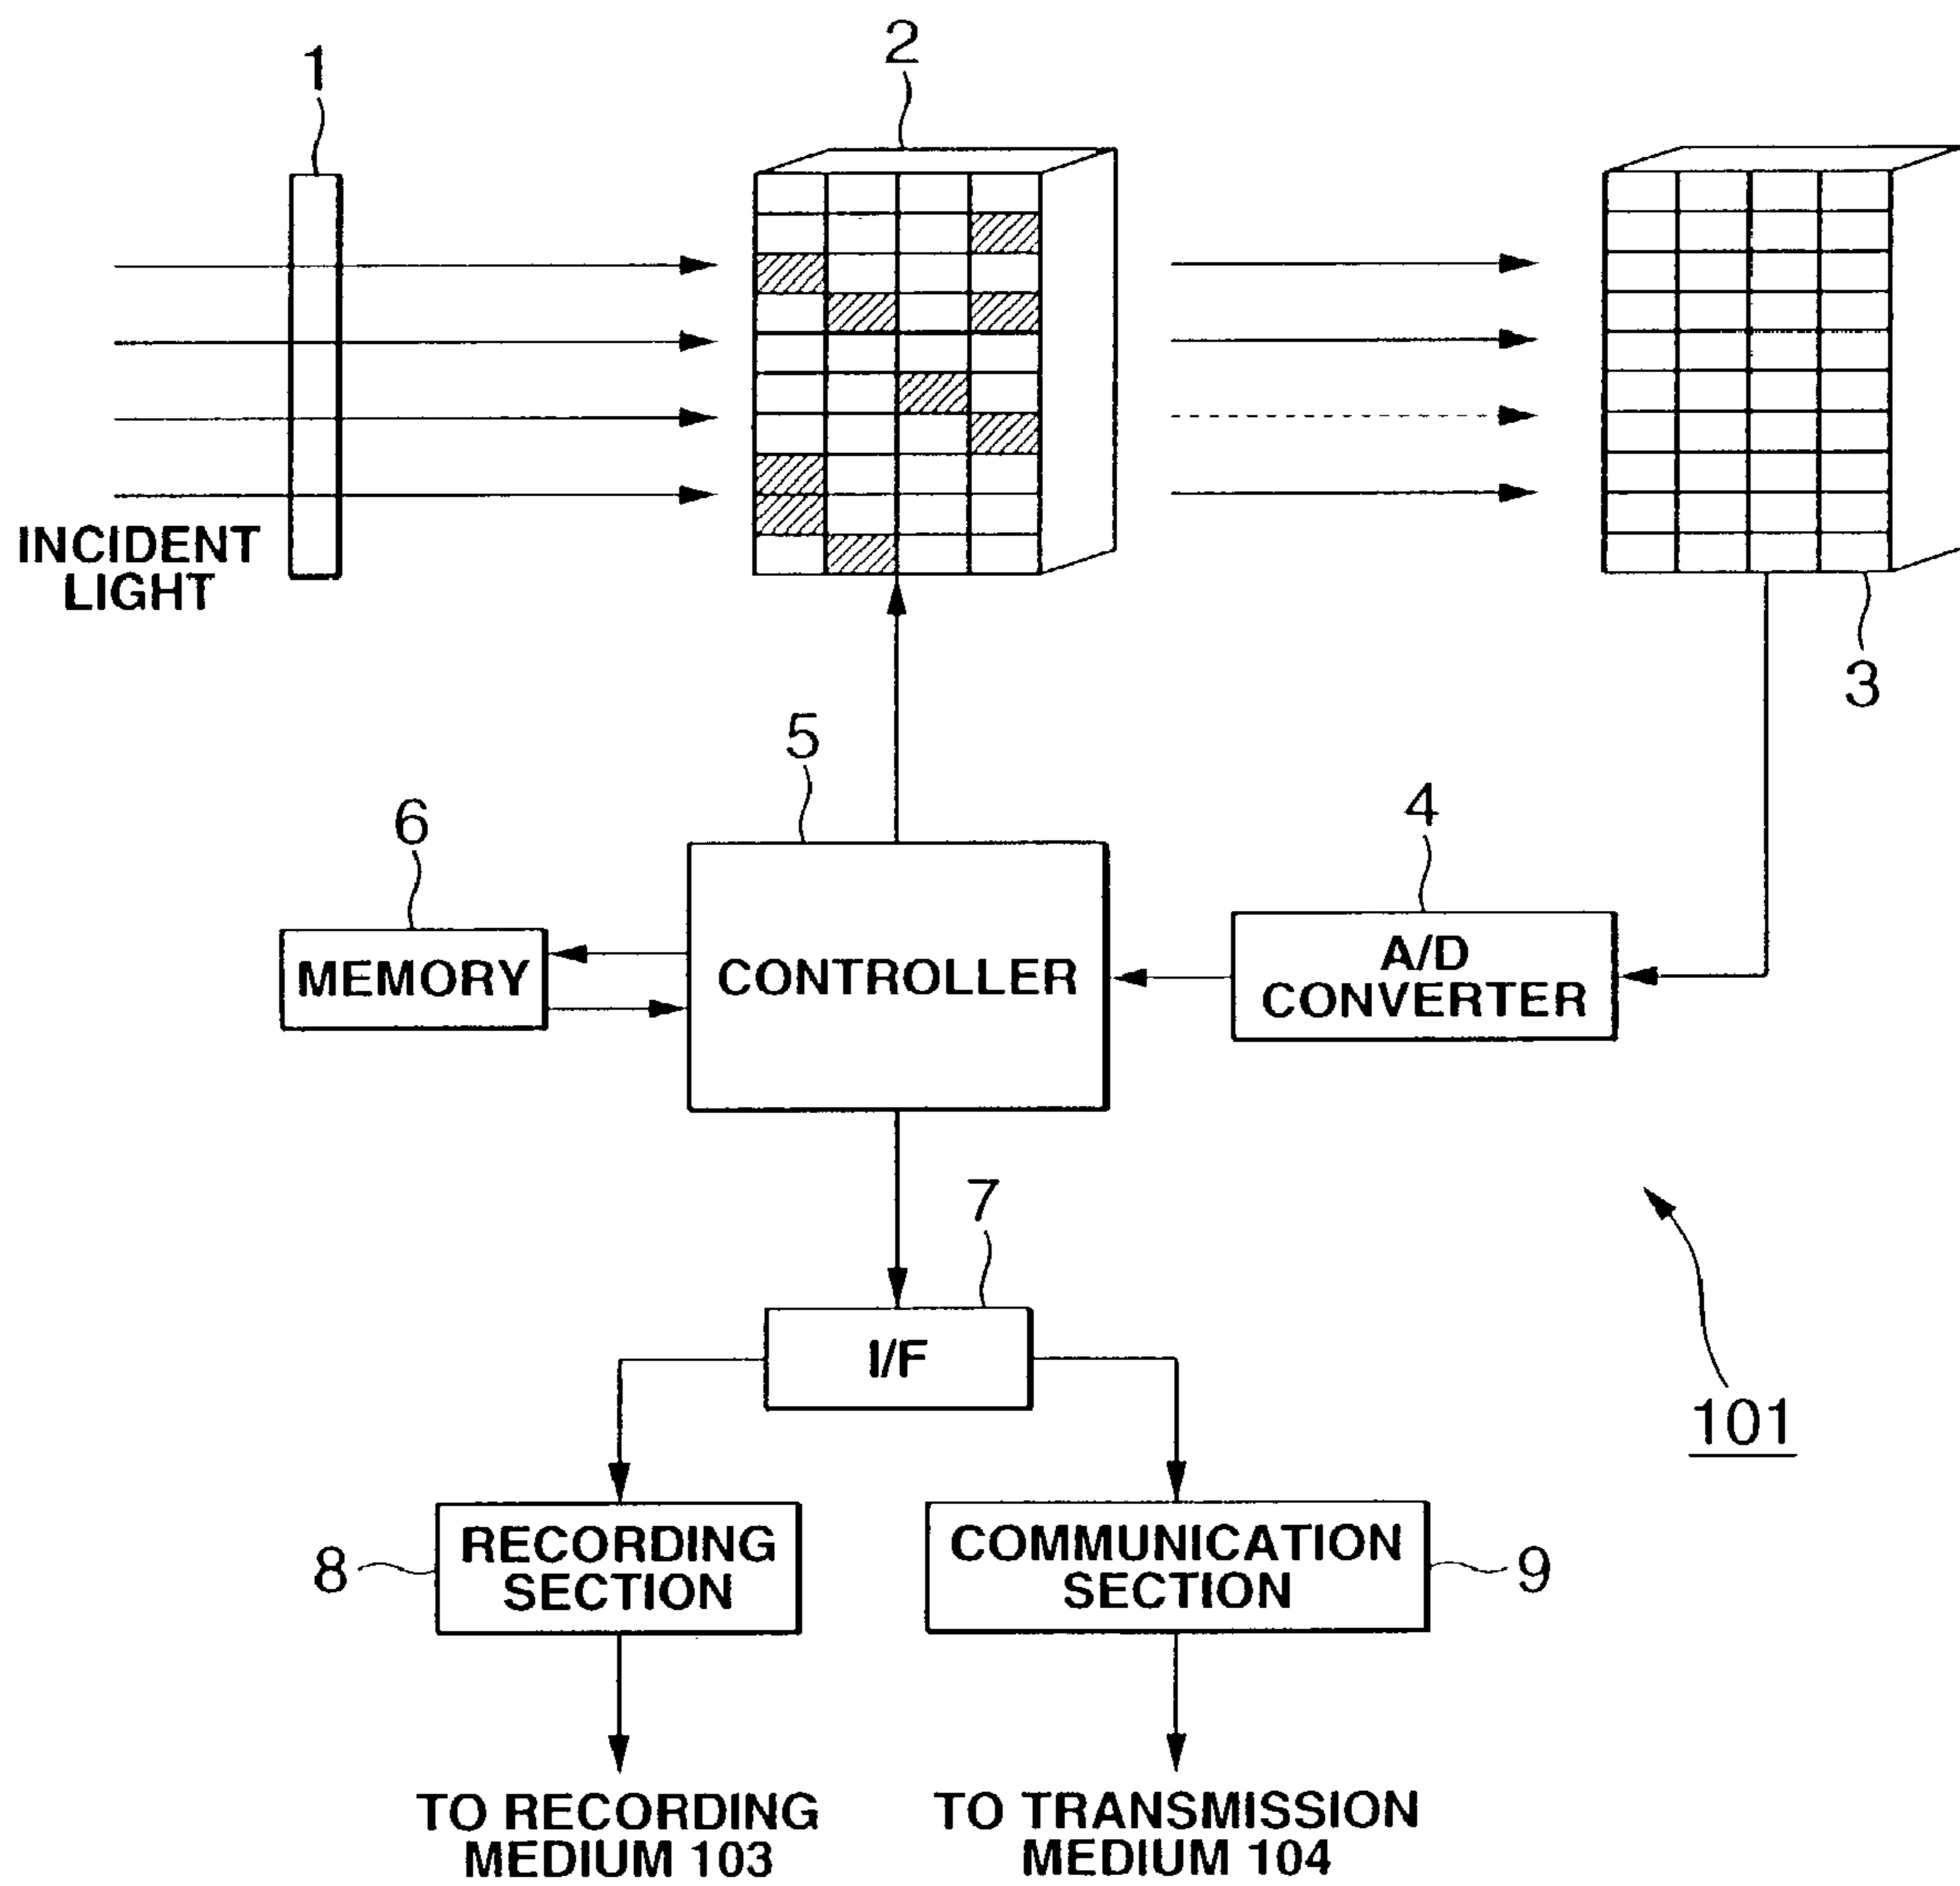 2
1
INCIDENT
LIGHT
3
5
4
6
MEMORY
CONTROLLER
A/D
CONVERTER
7
I/F
101
8
RECORDING
SECTION
COMMUNICATION
SECTION
9
TO RECORDING
MEDIUM 103
TO TRANSMISSION
MEDIUM 104